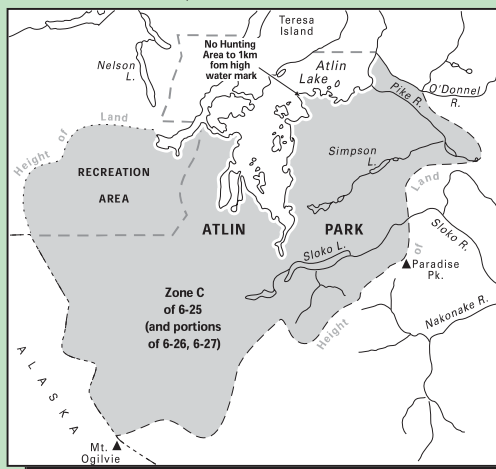 Teresa
Island
No Hunting
Area to 1km
fom high
water mark
Nelson
L.
Atlin
Lake
Pike R.
O'Donnel
R.
Height of Land
Simpson
L.
RECREATION
AREA
Height of Land
ATLIN PARK
Sloko L.
Sloko R.
Paradise
Pk.
Zone C
of 6-25
(and portions
of 6-26, 6-27)
Nakonake R.
ALASKA
Mt.
Ogilvie